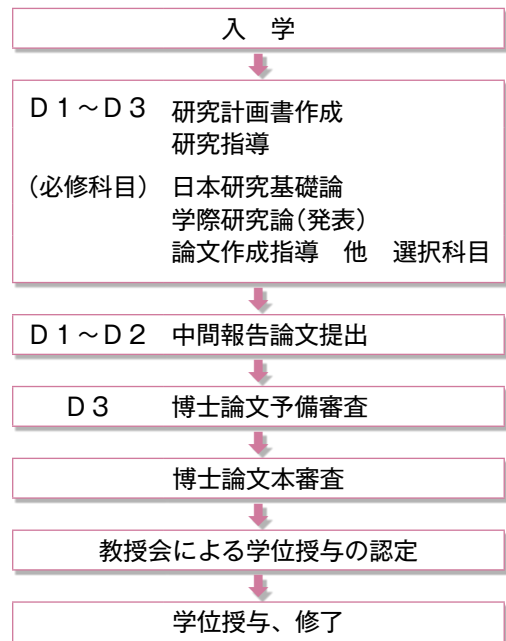 入　学
Ｄ１～Ｄ３　研究計画書作成
研究指導
（必修科目）　日本研究基礎論
学際研究論（発表）
論文作成指導　他　選択科目
Ｄ１～Ｄ２　中間報告論文提出
Ｄ３　博士論文予備審査
博士論文本審査
教授会による学位授与の認定
学位授与、修了